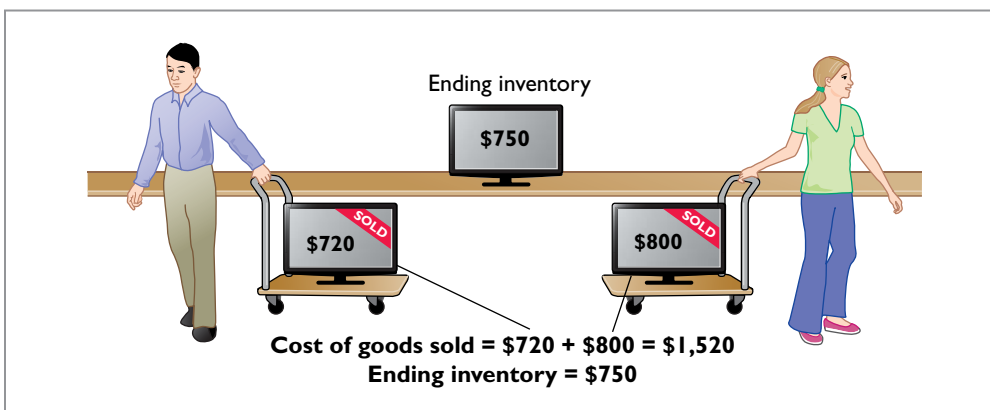 Ending inventory
$750
SOLD
$720
SOLD
$800
Cost of goods sold = $720 + $800 = $1,520
Ending inventory = $750